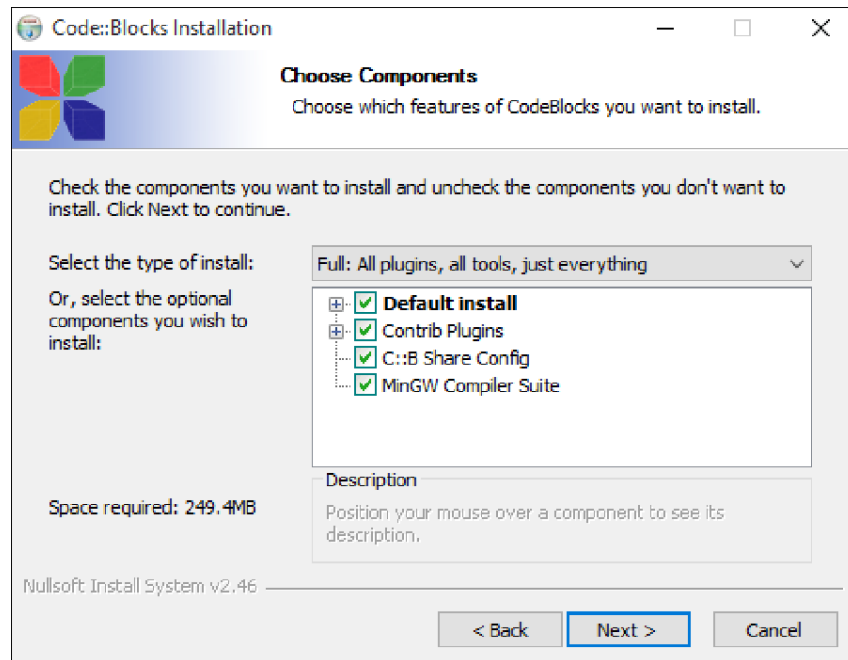 Code::Blocks Installation
Choose Components
Choose which features of CodeBlocks you want to install.
Check the components you want to install and uncheck the components you don't want to
install. Click Next to continue.
Select the type of install:
Full: All plugins, all tools, just everything
Or, select the optional
components you wish to
install:
Default install
Contrib Plugins
C::B Share Config
MinGW Compiler Suite
Space required: 249.4MB
Description
Position your mouse over a component to see its
description.
Nullsoft Install System v2.46
< Back
Next >
Cancel